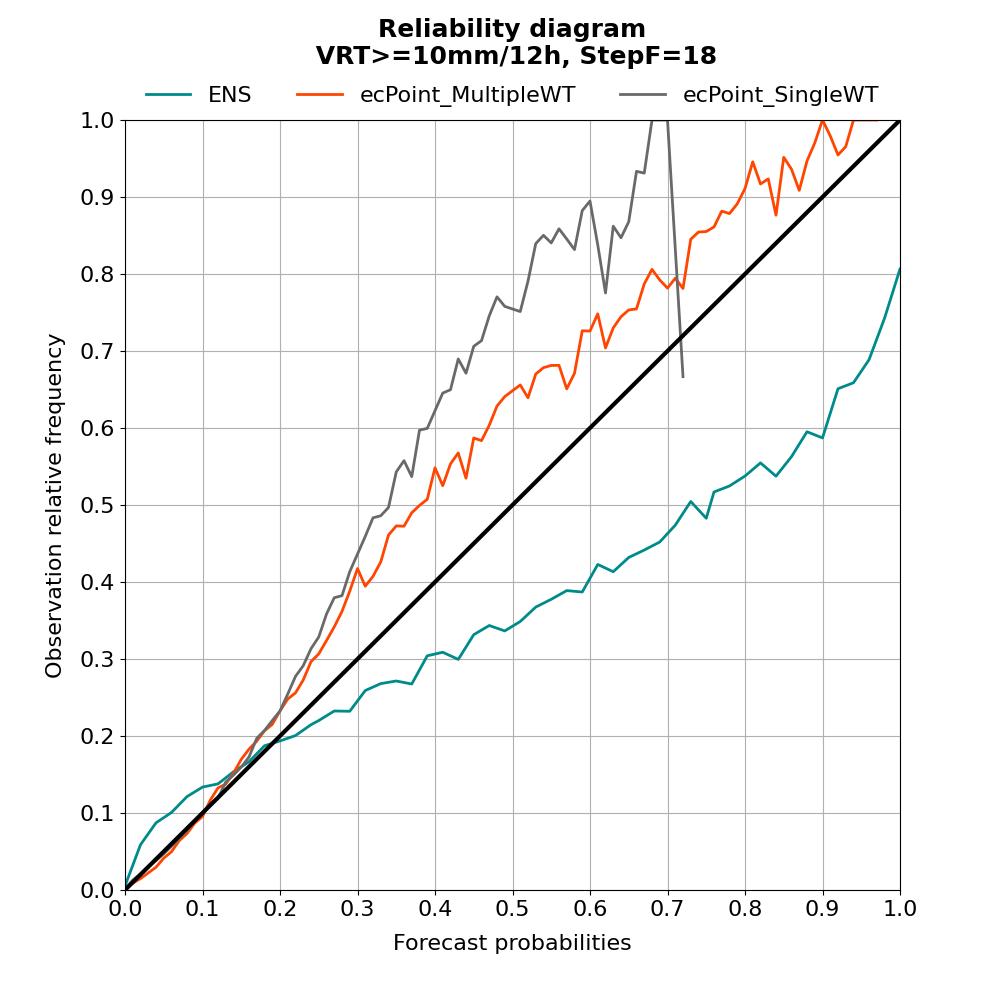 Reliability diagram
VRT>=10mm/12h, StepF=18
ENS ecPoint_MultipleWT ecPoint_SingleWT
1.0
0.9
0.8
0.7
0.6
0.5
0.4
0.3
0.2
0.1
0.0
Observation relative frequency
0.0 0.1 0.2 0.3 0.4 0.5 0.6 0.7 0.8 0.9 1.0
Forecast probabilities